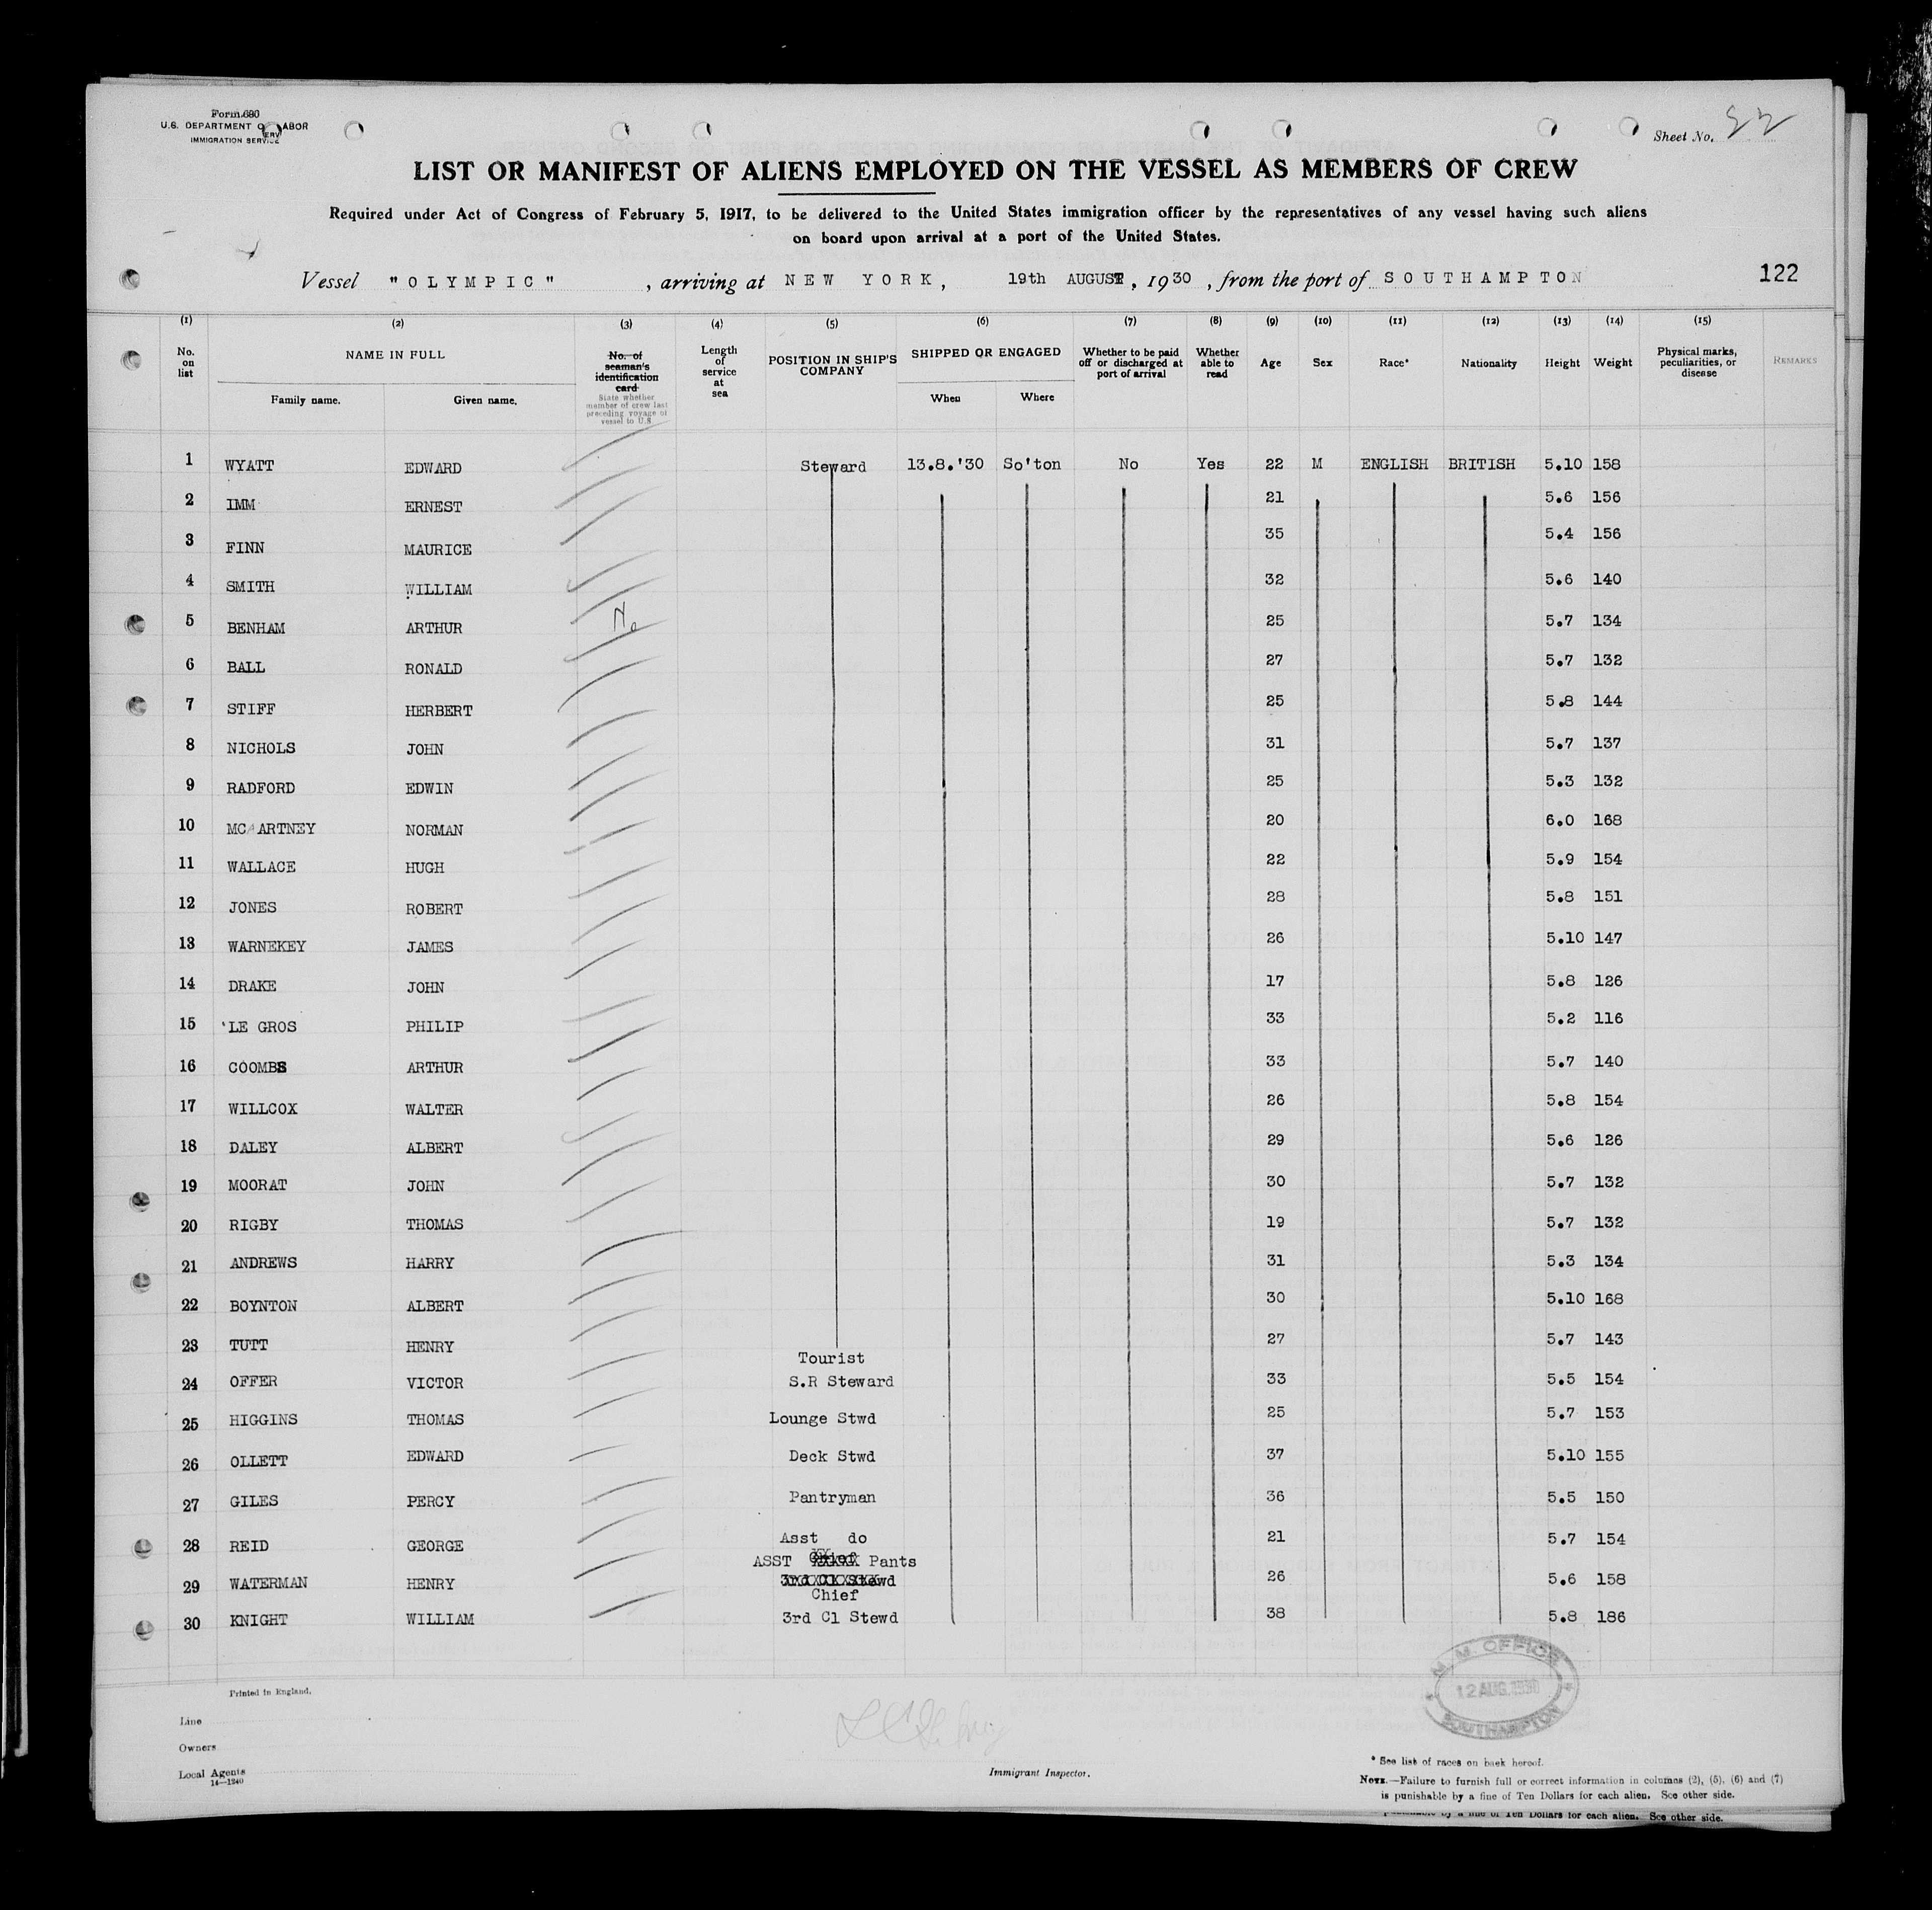 Form 680
U.S. DEPARTMENT OF LABOR
IMMIGRATION SERVICE
Sheet No. 22
LIST OR MANIFEST OF ALIENS EMPLOYED ON THE VESSEL AS MEMBERS OF CREW
Required under Act of Congress of February 5, 1917, to be delivered to the United States immigration officer by the representatives of any vessel having such aliens
on board upon arrival at a port of the United States.
Vessel "OLYMPIC" , arriving at NEW YORK, 19th AUGUST, 1930 , from the port of SOUTHAMPTON 122
(1) (2) (3) (4) (5) (6) (7) (8) (9) (10) (11) (12) (13) (14) (15)
No. on list NAME IN FULL Family name. Given name. No. of seaman's identification card State whether member of crew last preceding voyage of vessel to U.S. Length of service at sea POSITION IN SHIP'S COMPANY SHIPPED OR ENGAGED When Where Whether to be paid off or discharged at port of arrival Whether able to read Age Sex Race* Nationality Height Weight Physical marks, peculiarities, or disease REMARKS
1 WYATT EDWARD Steward 13.8.'30 So'ton No Yes 22 M ENGLISH BRITISH 5.10 158
2 IMM ERNEST 21 5.6 156
3 FINN MAURICE 35 5.4 156
4 SMITH WILLIAM 32 5.6 140
5 BENHAM ARTHUR No 25 5.7 134
6 BALL RONALD 27 5.7 132
7 STIFF HERBERT 25 5.8 144
8 NICHOLS JOHN 31 5.7 137
9 RADFORD EDWIN 25 5.3 132
10 MC ARTNEY NORMAN 20 6.0 168
11 WALLACE HUGH 22 5.9 154
12 JONES ROBERT 28 5.8 151
13 WARNEKEY JAMES 26 5.10 147
14 DRAKE JOHN 17 5.8 126
15 'LE GROS PHILIP 33 5.2 116
16 COOMBS ARTHUR 33 5.7 140
17 WILLCOX WALTER 26 5.8 154
18 DALEY ALBERT 29 5.6 126
19 MOORAT JOHN 30 5.7 132
20 RIGBY THOMAS 19 5.7 132
21 ANDREWS HARRY 31 5.3 134
22 BOYNTON ALBERT 30 5.10 168
23 TUTT HENRY 27 5.7 143
Tourist
24 OFFER VICTOR S.R Steward 33 5.5 154
25 HIGGINS THOMAS Lounge Stwd 25 5.7 153
26 OLLETT EDWARD Deck Stwd 37 5.10 155
27 GILES PERCY Pantryman 36 5.5 150
28 REID GEORGE Asst do 21 5.7 154
ASST Chief Pants
29 WATERMAN HENRY 3rd Cl Stewd 26 5.6 158
Chief
30 KNIGHT WILLIAM 3rd Cl Stewd 38 5.8 186
M. M. OFFICE
12 AUG.1930
SOUTHAMPTON
Printed in England.
Line
Owners
Local Agents
14—1240
Immigrant Inspector.
* See list of races on back hereof.
NOTE.—Failure to furnish full or correct information in columns (2), (5), (6) and (7)
is punishable by a fine of Ten Dollars for each alien. See other side.
punishable by a fine of Ten Dollars for each alien. See other side.